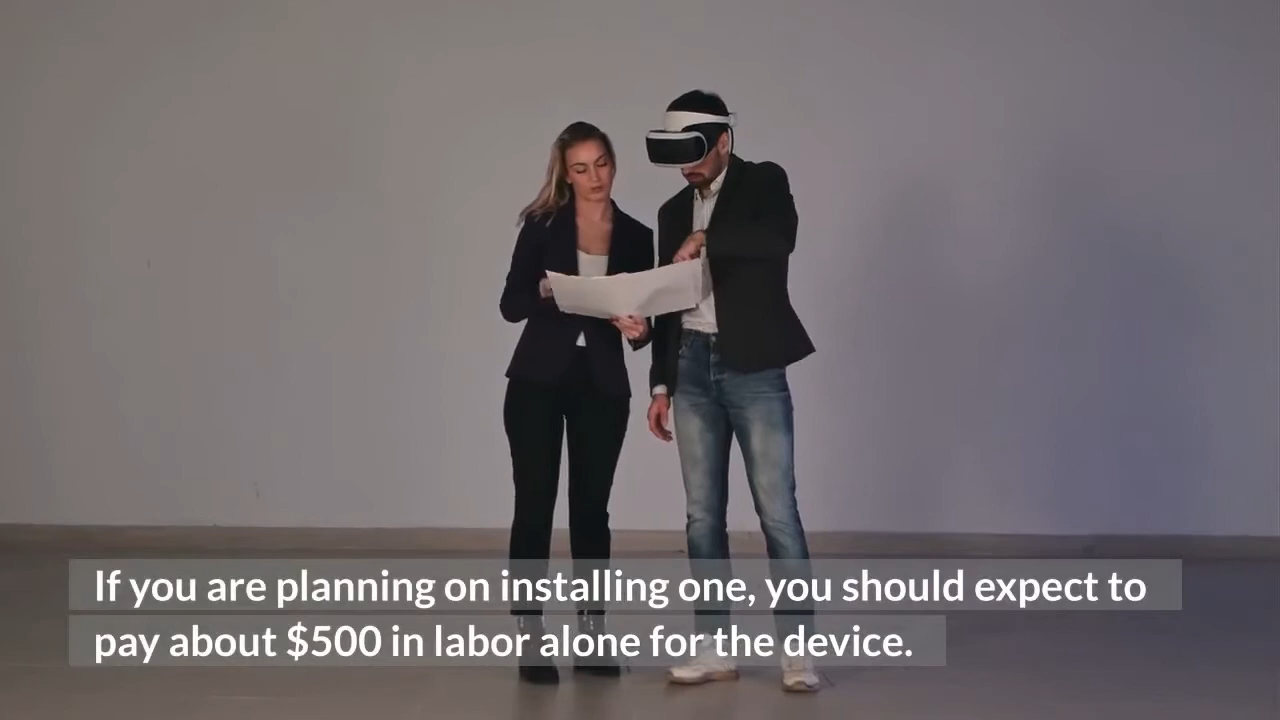 If you are planning on installing one, you should expect to
pay about $500 in labor alone for the device.